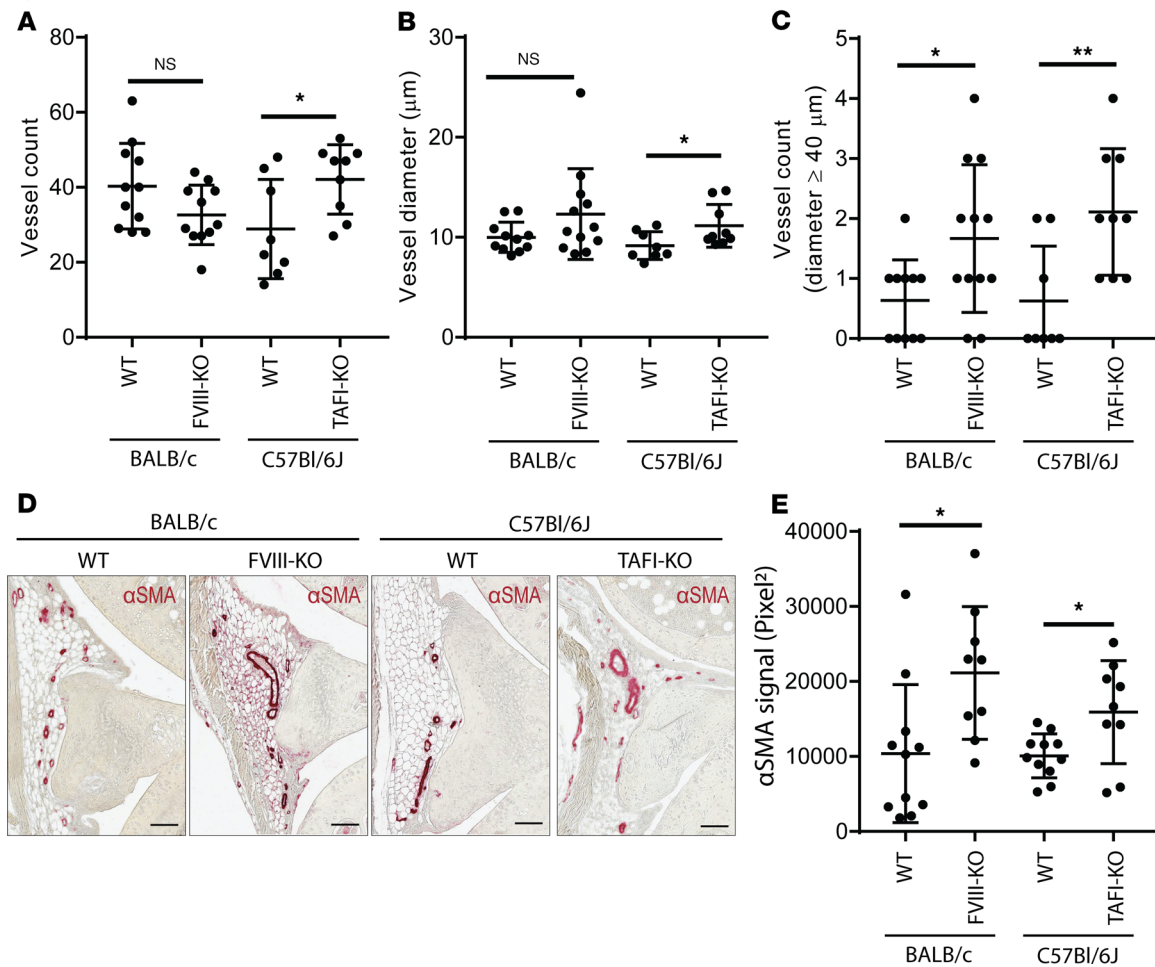 A
Vessel count
80
60
40
20
0
NS
*
WT
FVIII-KO
WT
TAFI-KO
BALB/c
C57Bl/6J
B
Vessel diameter (μm)
30
20
10
0
NS
*
WT
FVIII-KO
WT
TAFI-KO
BALB/c
C57Bl/6J
C
Vessel count
(diameter ≥ 40 μm)
5
4
3
2
1
0
*
**
WT
FVIII-KO
WT
TAFI-KO
BALB/c
C57Bl/6J
D
BALB/c
C57Bl/6J
WT
FVIII-KO
WT
TAFI-KO
αSMA
αSMA
αSMA
αSMA
E
αSMA signal (Pixel²)
40000
30000
20000
10000
0
*
*
WT
FVIII-KO
WT
TAFI-KO
BALB/c
C57Bl/6J